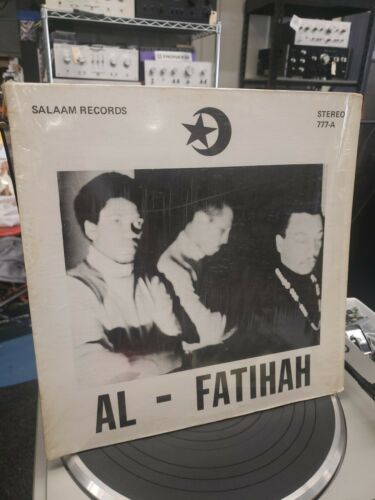 PIONEER
SALAAM RECORDS
STEREO
777-A
AL - FATIHAH